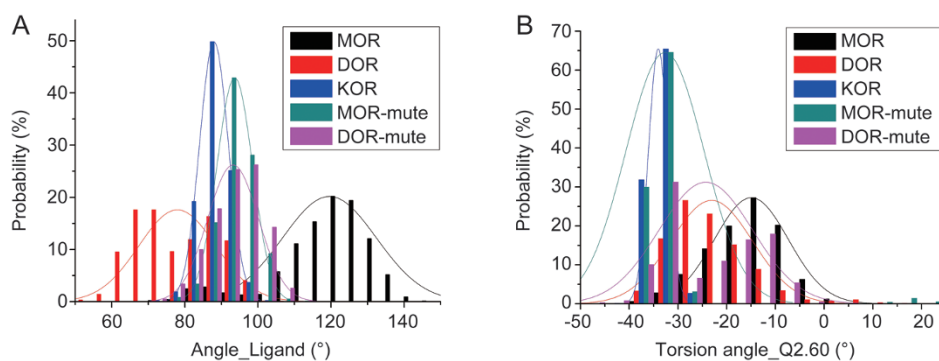 A
Probability (%)
50
40
30
20
10
0
60
80
100
120
140
Angle_Ligand (°)
MOR
DOR
KOR
MOR-mute
DOR-mute
B
Probability (%)
70
60
50
40
30
20
10
0
-50
-40
-30
-20
-10
0
10
20
Torsion angle_Q2.60 (°)
MOR
DOR
KOR
MOR-mute
DOR-mute